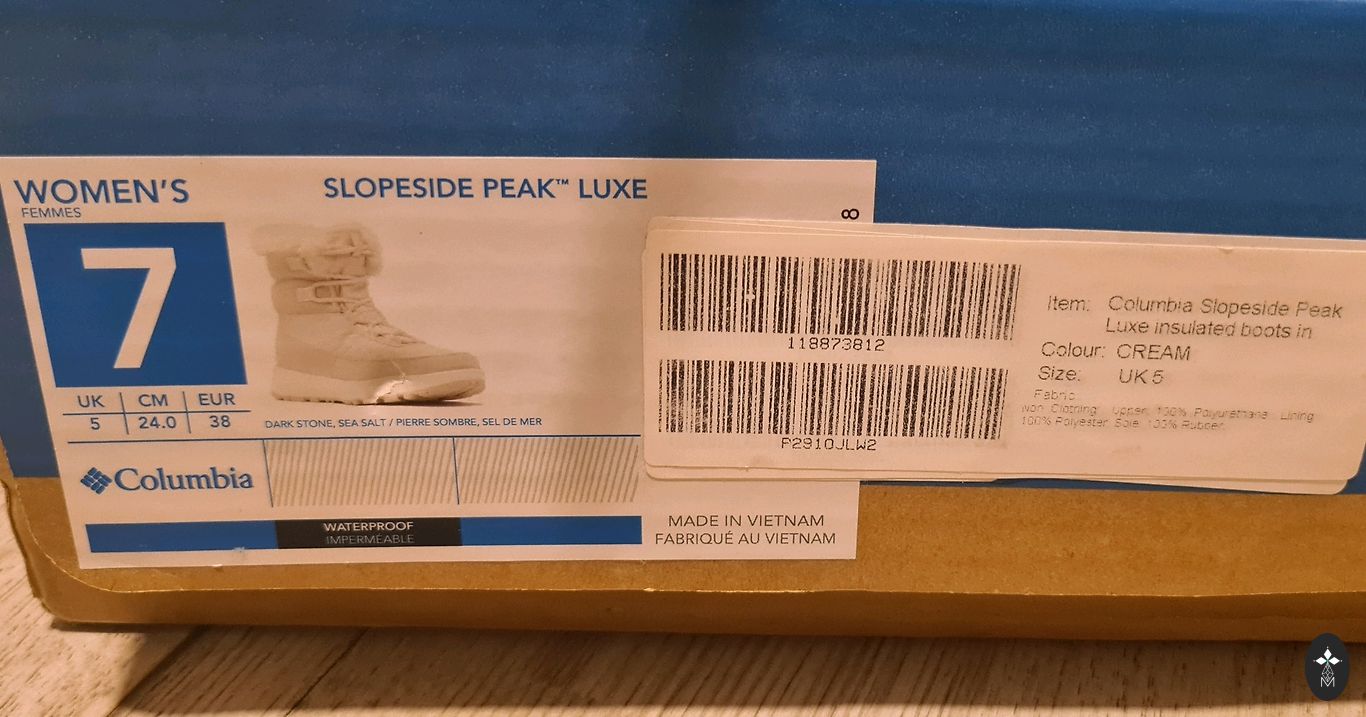 WOMEN'S
FEMMES
SLOPESIDE PEAK™ LUXE
8
7
UK CM EUR
5 24.0 38
DARK STONE, SEA SALT / PIERRE SOMBRE, SEL DE MER
Columbia
WATERPROOF
IMPERMÉABLE
MADE IN VIETNAM
FABRIQUÉ AU VIETNAM
118873812
P2910JLW2
Item: Columbia Slopeside Peak
Luxe insulated boots in
Colour: CREAM
Size: UK 5
Fabric
Non Clothing: Upper: 100% Polyurethane Lining
100% Polyester, Sole: 100% Rubber.
M